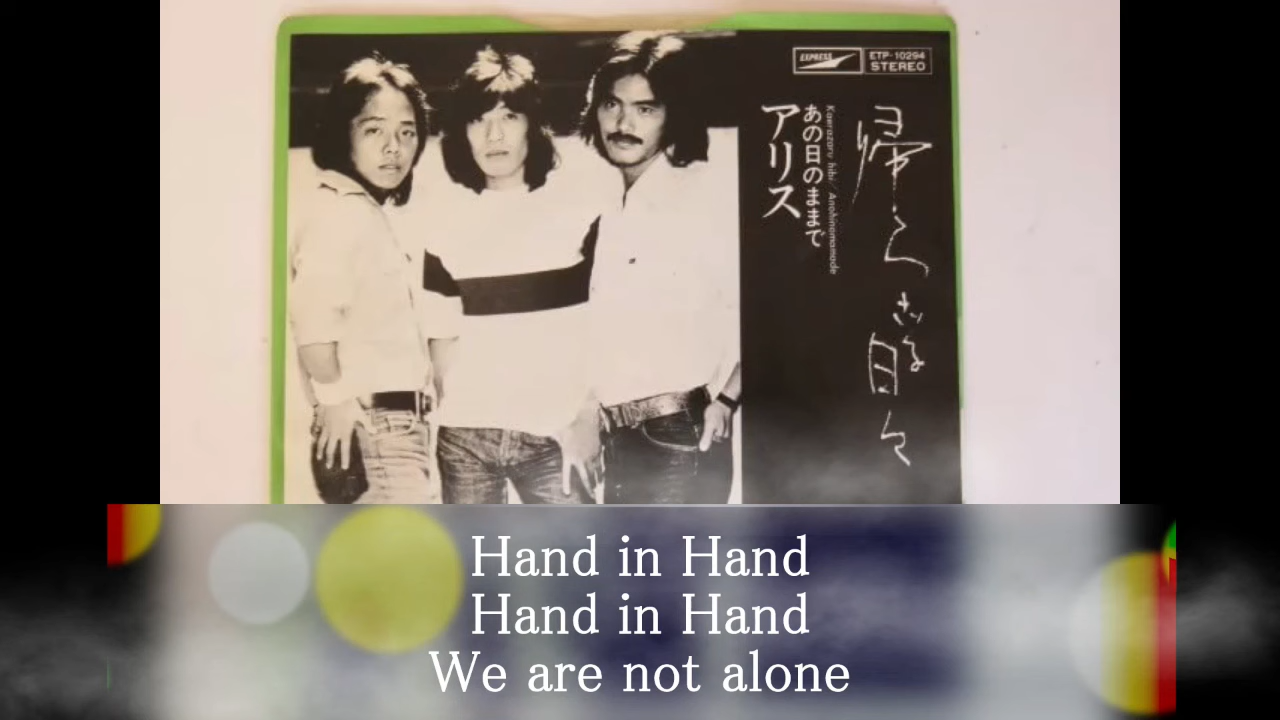 EXPRESS
ETP-10294
STEREO
帰らざる日々
Kaerazaru hibi / Anohinomamade
あの日のままで
アリス
Hand in Hand
Hand in Hand
We are not alone